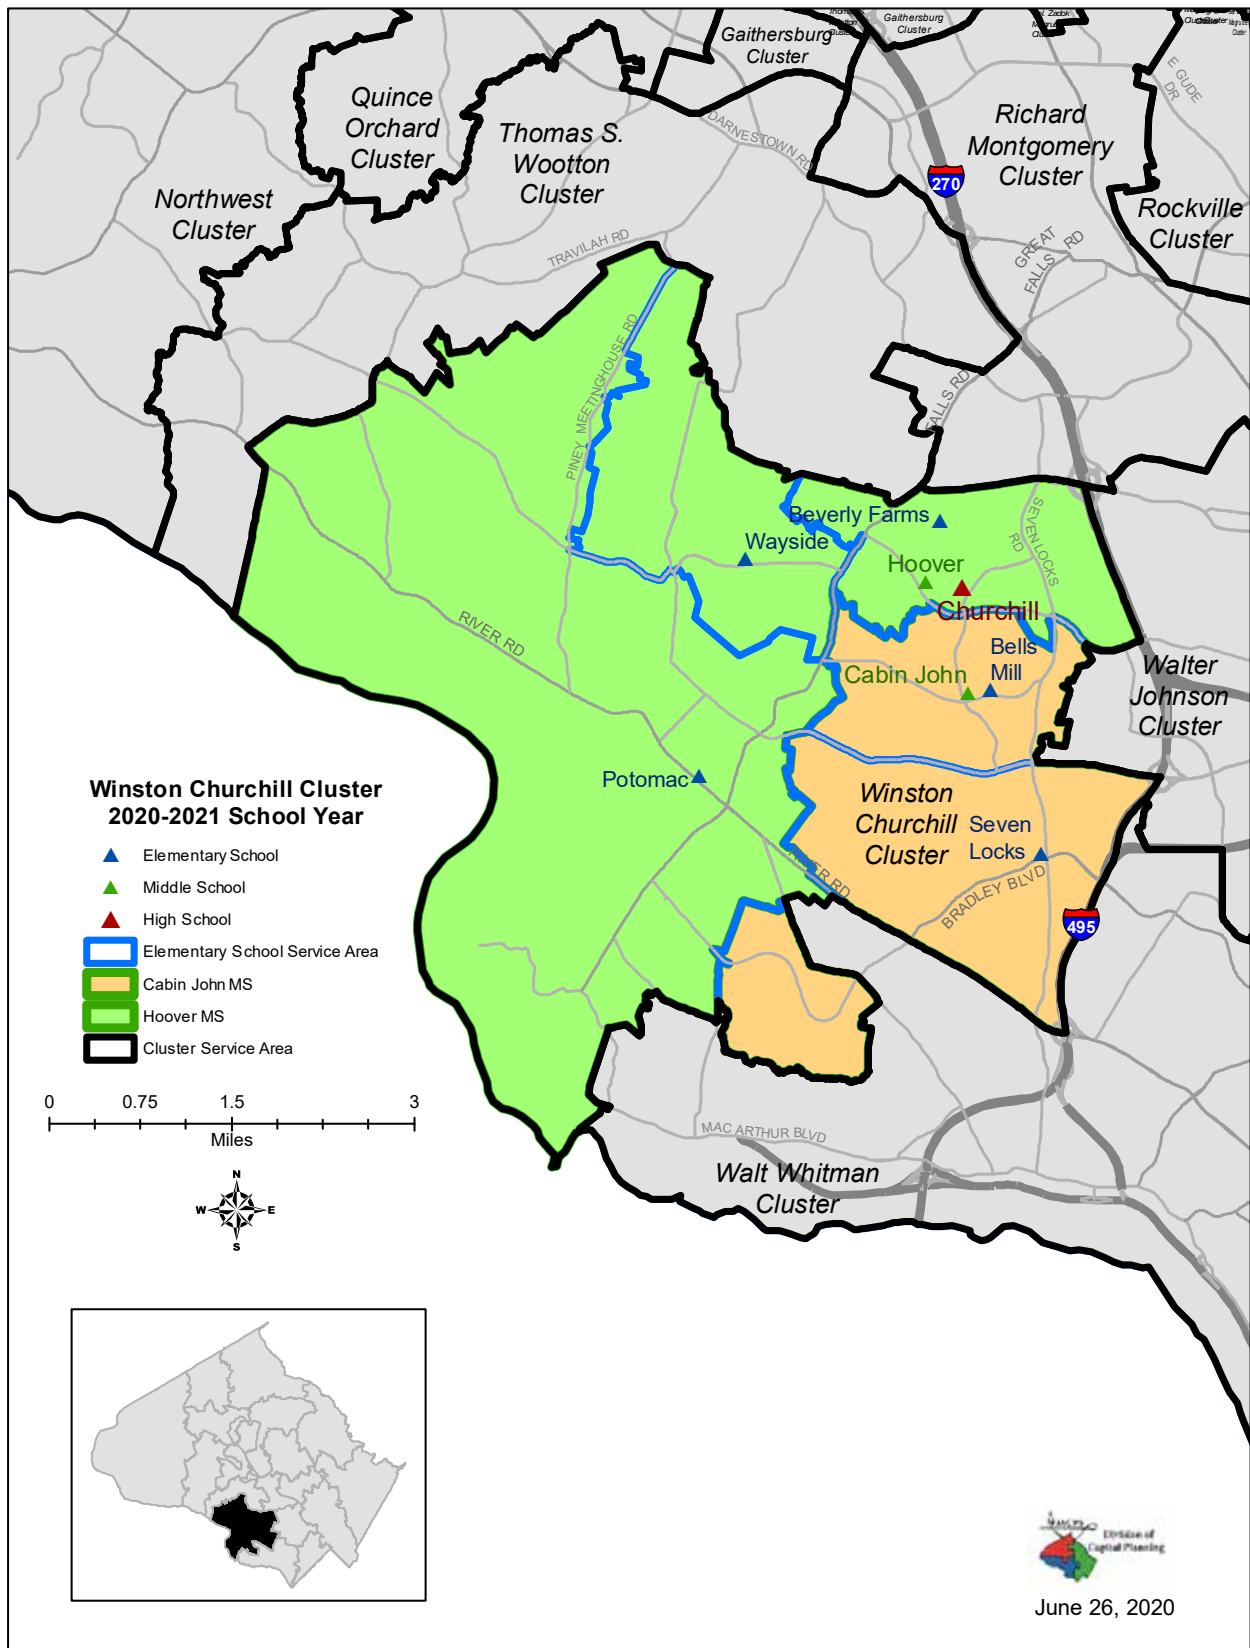 Gaithersburg
Cluster
Gaithersburg
Cluster
Quince
Orchard
Cluster
Thomas S.
Wootton
Cluster
Northwest
Cluster
Richard
Montgomery
Cluster
Rockville
Cluster
E GUDE
DR
DARNESTOWN RD
270
TRAVILAH RD
GREAT
FALLS RD
FALLS RD
PINEY MEETINGHOUSE RD
SEVEN LOCKS
RD
Beverly Farms
Wayside
Hoover
Churchill
RIVER RD
Bells
Mill
Cabin John
Walter
Johnson
Cluster
Potomac
Winston
Churchill
Cluster
Seven
Locks
RIVER RD
BRADLEY BLVD
495
Winston Churchill Cluster
2020-2021 School Year
Elementary School
Middle School
High School
Elementary School Service Area
Cabin John MS
Hoover MS
Cluster Service Area
0 0.75 1.5 3
Miles
N
W E
S
MAC ARTHUR BLVD
Walt Whitman
Cluster
Division of
Capital Planning
June 26, 2020